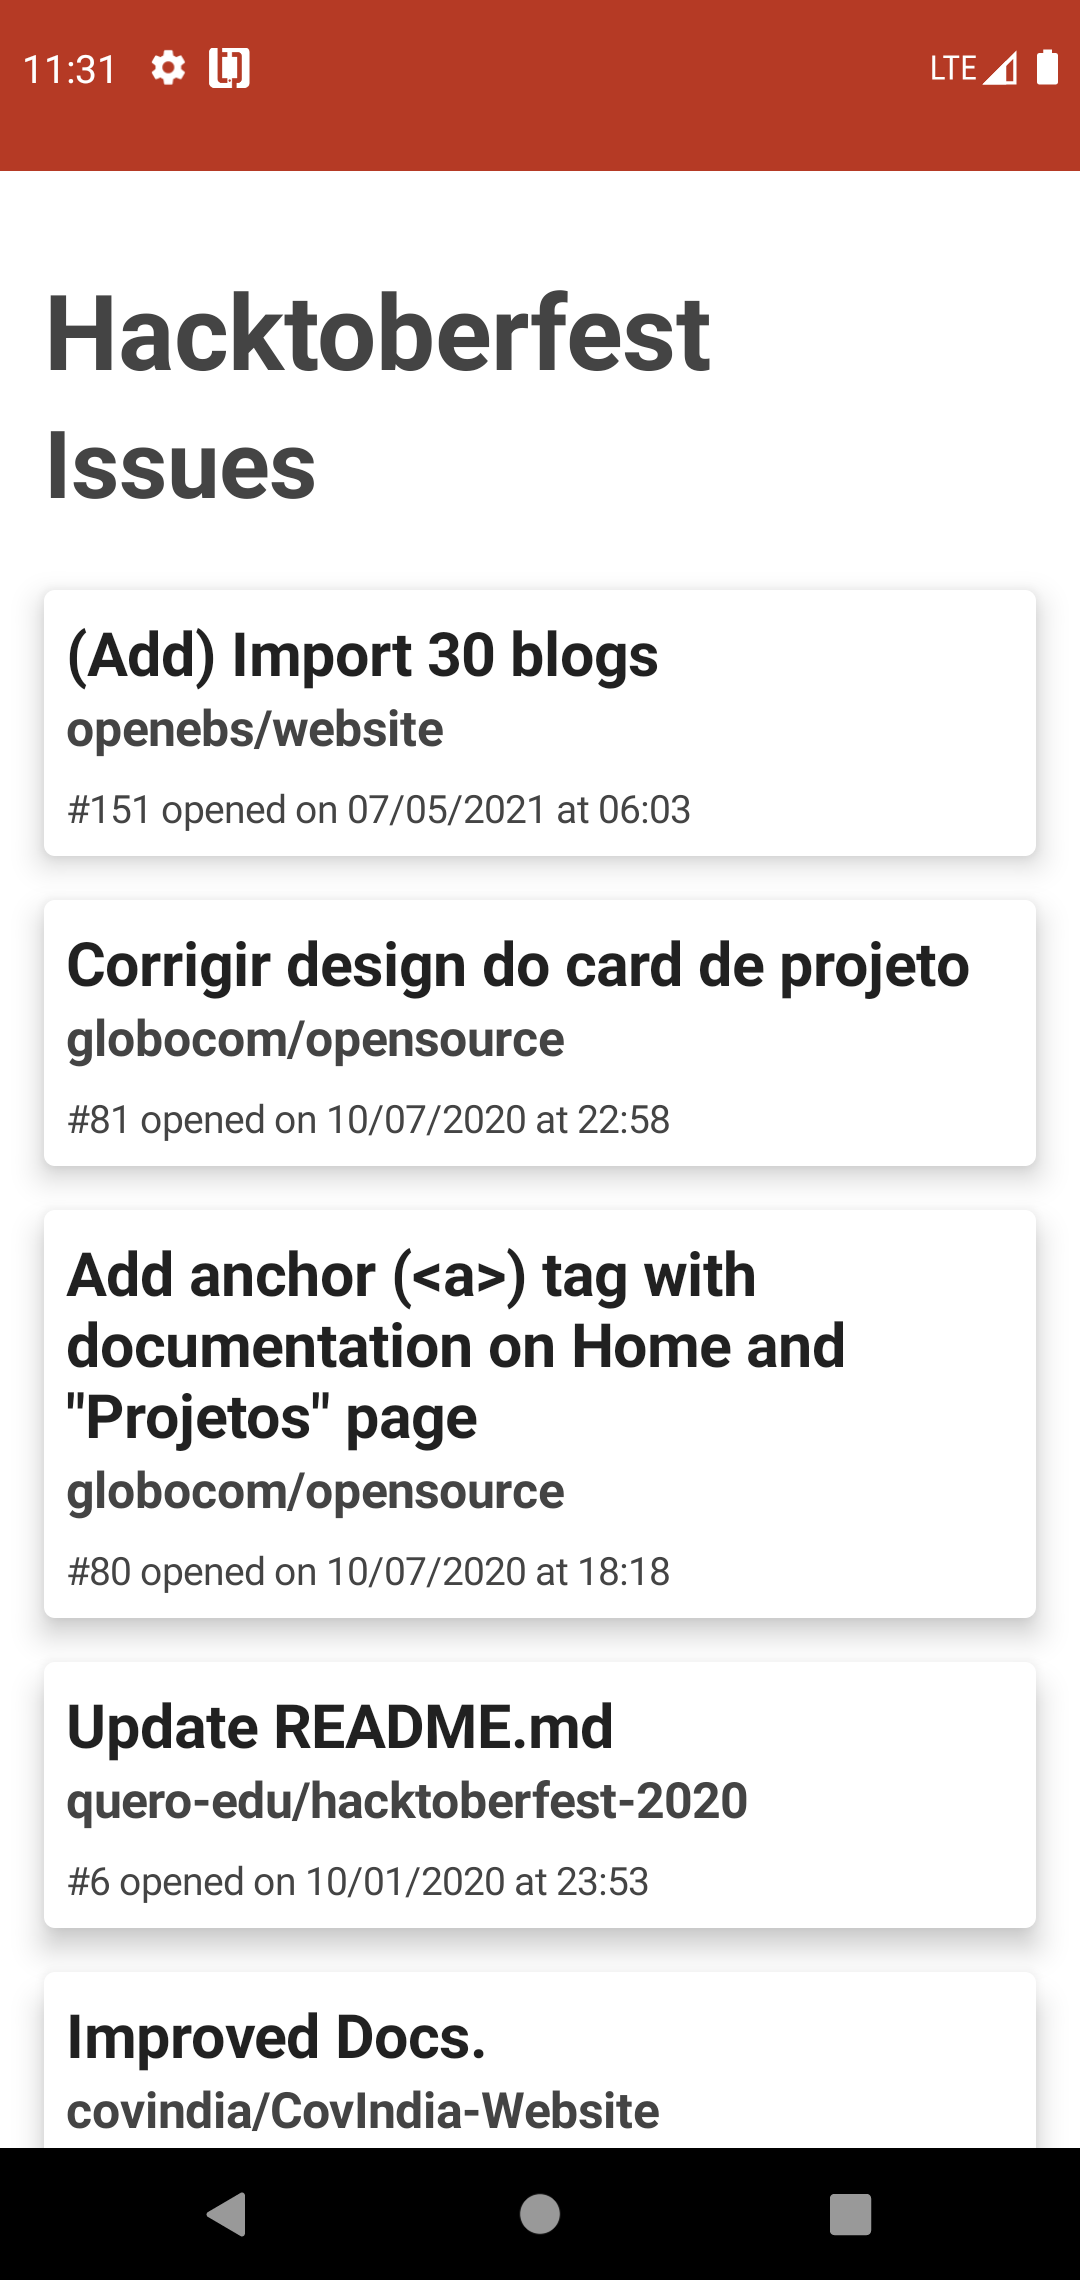 11:31
LTE
Hacktoberfest
Issues
(Add) Import 30 blogs
openebs/website
#151 opened on 07/05/2021 at 06:03
Corrigir design do card de projeto
globocom/opensource
#81 opened on 10/07/2020 at 22:58
Add anchor (<a>) tag with
documentation on Home and
"Projetos" page
globocom/opensource
#80 opened on 10/07/2020 at 18:18
Update README.md
quero-edu/hacktoberfest-2020
#6 opened on 10/01/2020 at 23:53
Improved Docs.
covindia/CovIndia-Website